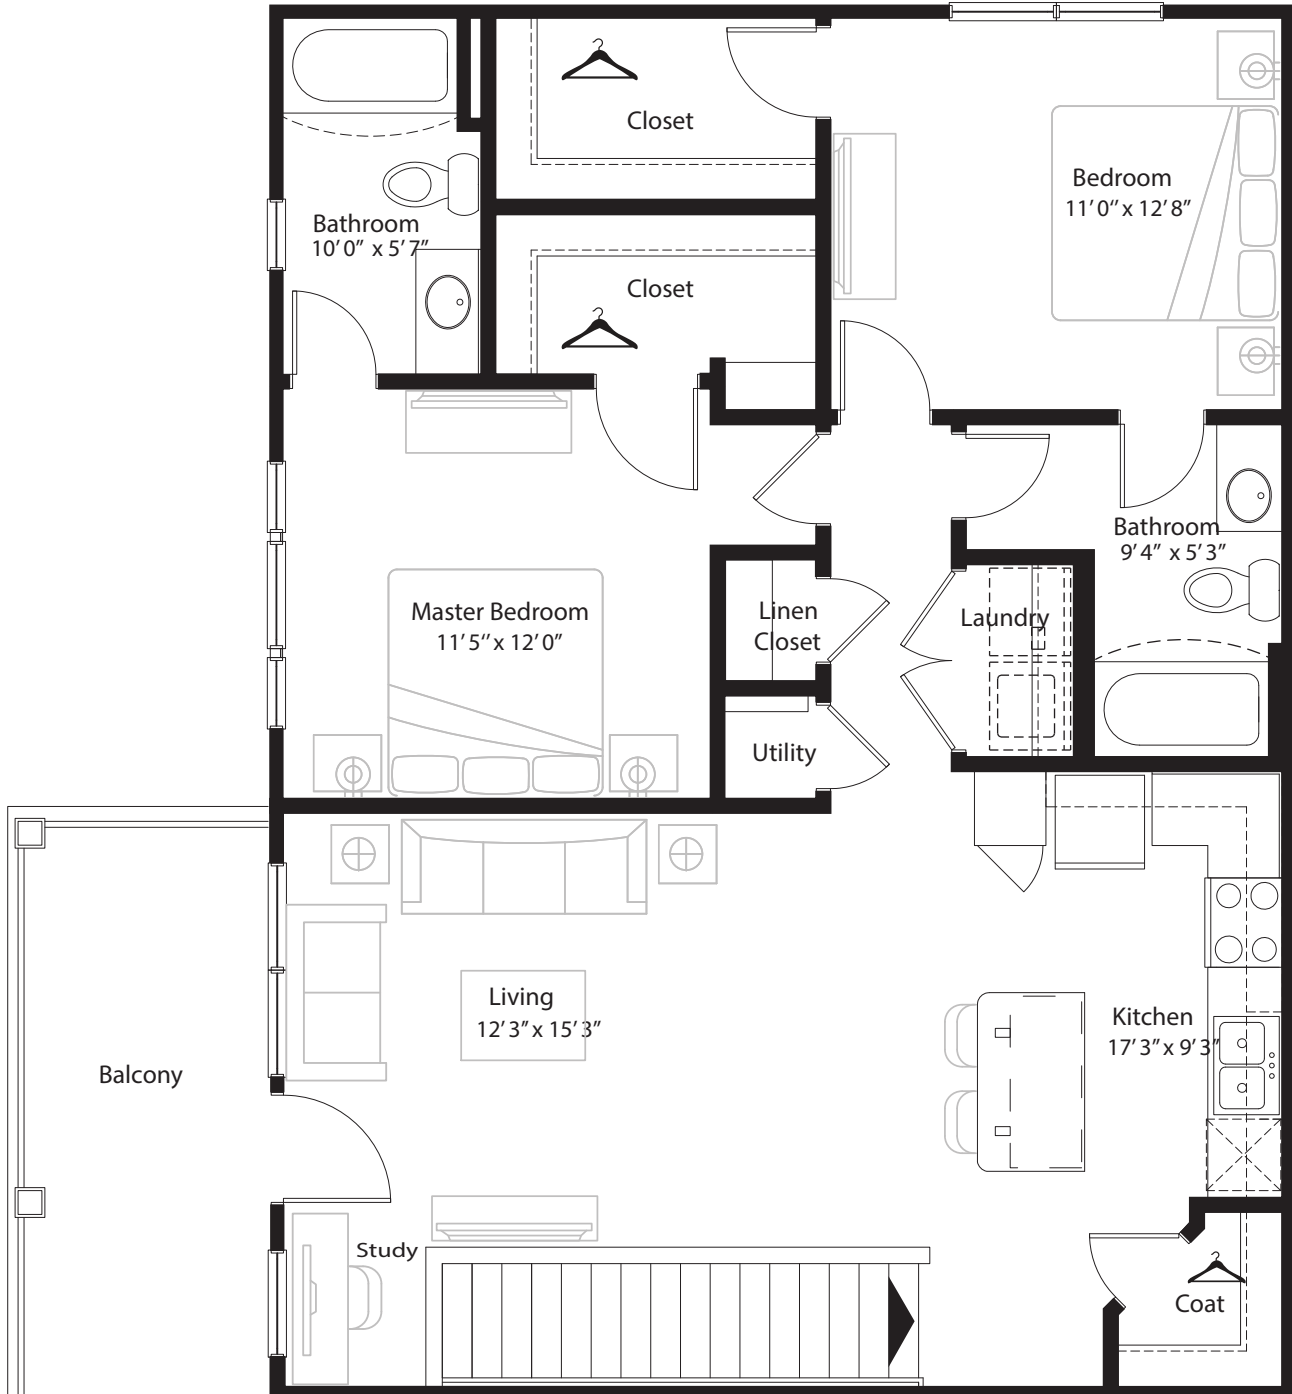 Closet
Bedroom
11'0" x 12'8"
Bathroom
10'0" x 5'7"
Closet
Bathroom
9'4" x 5'3"
Master Bedroom
11'5" x 12'0"
Linen
Closet
Laundry
Utility
Living
12'3" x 15'3"
Kitchen
17'3" x 9'3"
Balcony
Study
Coat